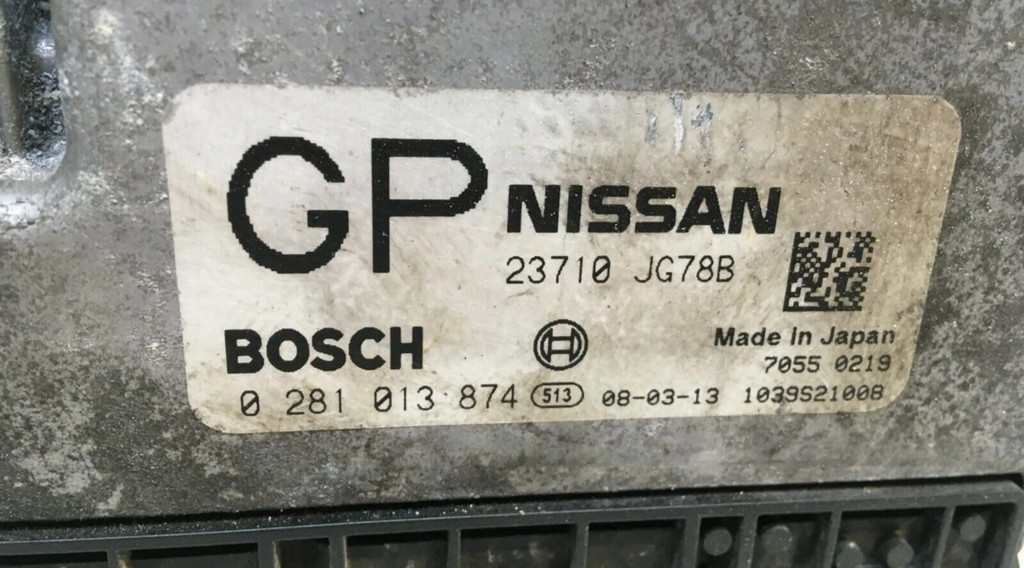 GP NISSAN
23710 JG78B
BOSCH
Made In Japan
7055 0219
0 281 013 874 513 08-03-13 1039S21008